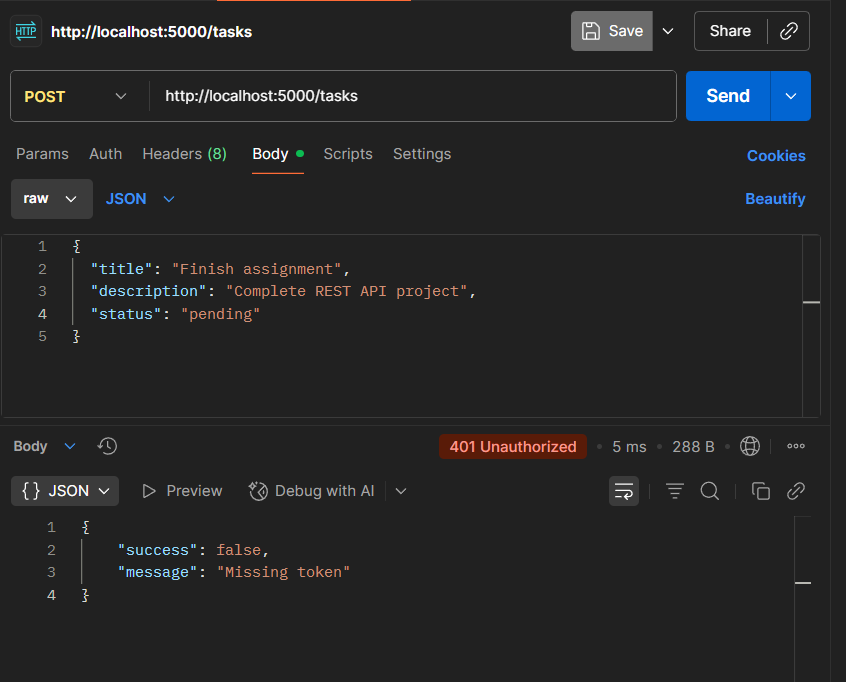 HTTP http://localhost:5000/tasks Save Share
POST http://localhost:5000/tasks Send
Params Auth Headers (8) Body Scripts Settings Cookies
raw JSON Beautify
1 {
2 "title": "Finish assignment",
3 "description": "Complete REST API project",
4 "status": "pending"
5 }
Body 401 Unauthorized 5 ms 288 B
{} JSON Preview Debug with AI
1 {
2 "success": false,
3 "message": "Missing token"
4 }